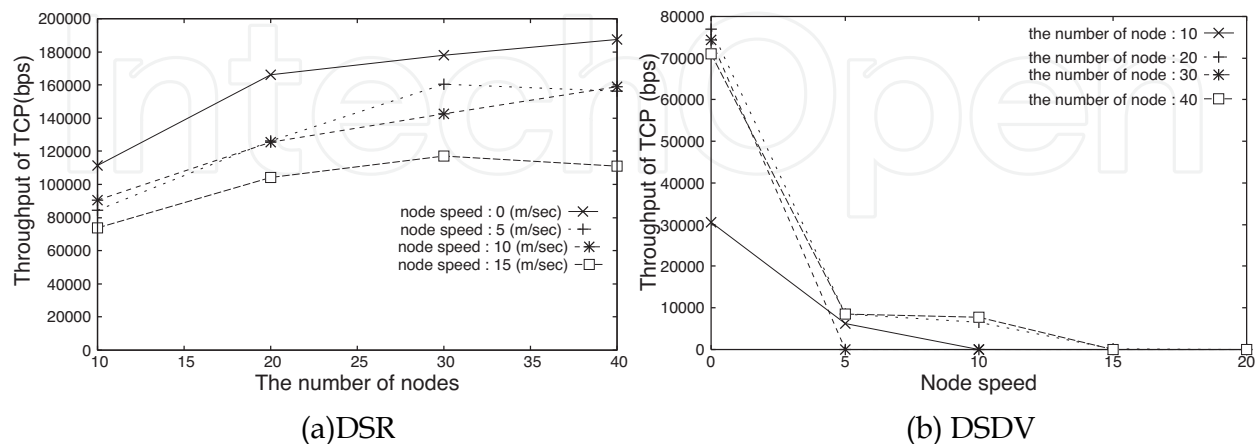 IntechOpen
200000
180000
160000
140000
120000
100000
80000
60000
40000
20000
0
10
15
20
25
30
35
40
Throughput of TCP(bps)
The number of nodes
node speed : 0 (m/sec)
node speed : 5 (m/sec)
node speed : 10 (m/sec)
node speed : 15 (m/sec)
(a)DSR
80000
70000
60000
50000
40000
30000
20000
10000
0
0
5
10
15
20
Throughput of TCP (bps)
Node speed
the number of node : 10
the number of node : 20
the number of node : 30
the number of node : 40
(b) DSDV